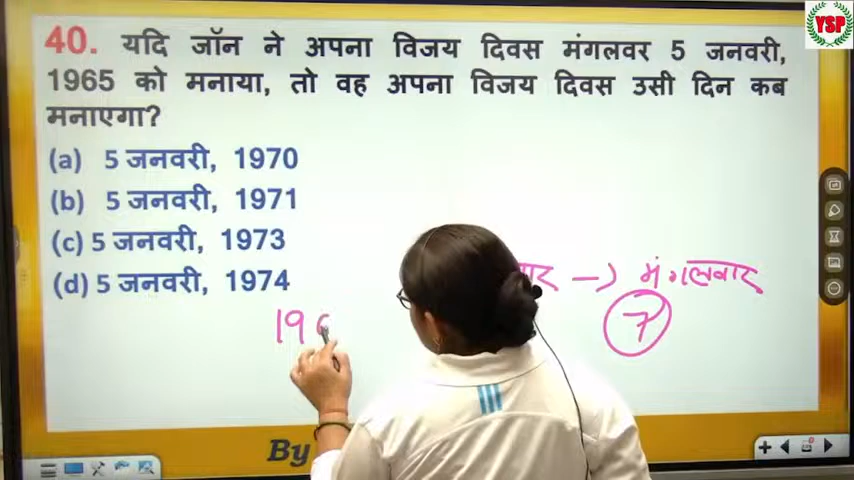 YSP
40. यदि जॉन ने अपना विजय दिवस मंगलवर 5 जनवरी,
1965 को मनाया, तो वह अपना विजय दिवस उसी दिन कब
मनाएगा?
(a) 5 जनवरी, 1970
(b) 5 जनवरी, 1971
(c) 5 जनवरी, 1973
(d) 5 जनवरी, 1974
→ मंगलवार
7
19
By